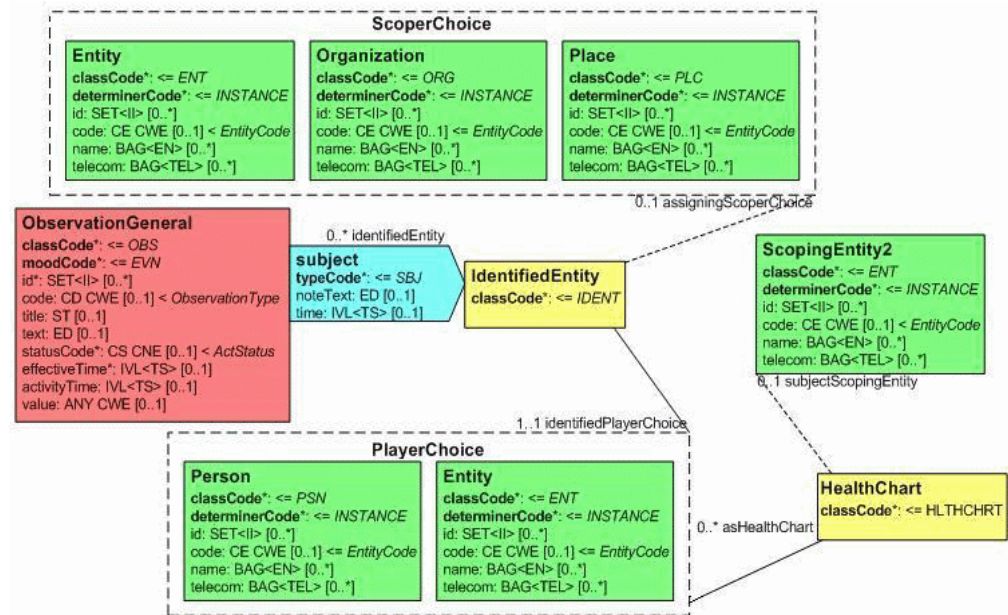 ScoperChoice
Entity
classCode*: <= ENT
determinerCode*: <= INSTANCE
id: SET<II> [0..*]
code: CE CWE [0..1] < EntityCode
name: BAG<EN> [0..*]
telecom: BAG<TEL> [0..*]
Organization
classCode*: <= ORG
determinerCode*: <= INSTANCE
id: SET<II> [0..*]
code: CE CWE [0..1] <= EntityCode
name: BAG<EN> [0..*]
telecom: BAG<TEL> [0..*]
Place
classCode*: <= PLC
determinerCode*: <= INSTANCE
id: SET<II> [0..*]
code: CE CWE [0..1] <= EntityCode
name: BAG<EN> [0..*]
telecom: BAG<TEL> [0..*]
0..1 assigningScoperChoice
ObservationGeneral
classCode*: <= OBS
moodCode*: <= EVN
id*: SET<II> [0..*]
code: CD CWE [0..1] < ObservationType
title: ST [0..1]
text: ED [0..1]
statusCode*: CS CNE [0..1] < ActStatus
effectiveTime*: IVL<TS> [0..1]
activityTime: IVL<TS> [0..1]
value: ANY CWE [0..1]
0..* identifiedEntity
subject
typeCode*: <= SBJ
noteText: ED [0..1]
time: IVL<TS> [0..1]
IdentifiedEntity
classCode*: <= IDENT
ScopingEntity2
classCode*: <= ENT
determinerCode*: <= INSTANCE
id: SET<II> [0..*]
code: CE CWE [0..1] < EntityCode
name: BAG<EN> [0..*]
telecom: BAG<TEL> [0..*]
0..1 subjectScopingEntity
1..1 identifiedPlayerChoice
PlayerChoice
Person
classCode*: <= PSN
determinerCode*: <= INSTANCE
id: SET<II> [0..*]
code: CE CWE [0..1] <= EntityCode
name: BAG<EN> [0..*]
telecom: BAG<TEL> [0..*]
Entity
classCode*: <= ENT
determinerCode*: <= INSTANCE
id: SET<II> [0..*]
code: CE CWE [0..1] <= EntityCode
name: BAG<EN> [0..*]
telecom: BAG<TEL> [0..*]
HealthChart
classCode*: <= HLTHCHRT
0..* asHealthChart